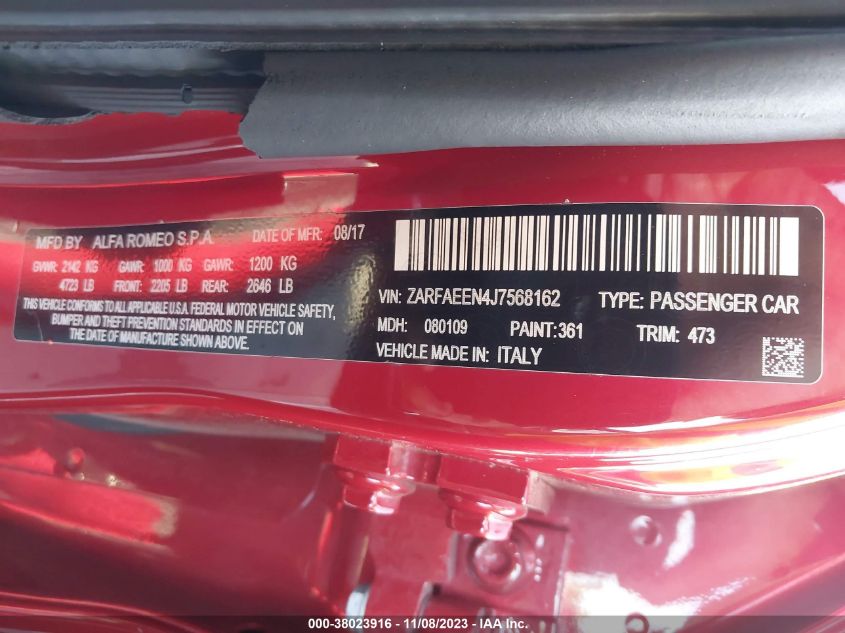 MFD BY ALFA ROMEO S.P.A. DATE OF MFR: 08/17
GVWR: 2142 KG GAWR: 1000 KG GAWR: 1200 KG
4723 LB FRONT: 2205 LB REAR: 2646 LB
THIS VEHICLE CONFORMS TO ALL APPLICABLE U.S.A. FEDERAL MOTOR VEHICLE SAFETY,
BUMPER AND THEFT PREVENTION STANDARDS IN EFFECT ON
THE DATE OF MANUFACTURE SHOWN ABOVE.
VIN: ZARFAEEN4J7568162 TYPE: PASSENGER CAR
MDH: 080109 PAINT: 361 TRIM: 473
VEHICLE MADE IN: ITALY
000-38023916 - 11/08/2023 - IAA Inc.